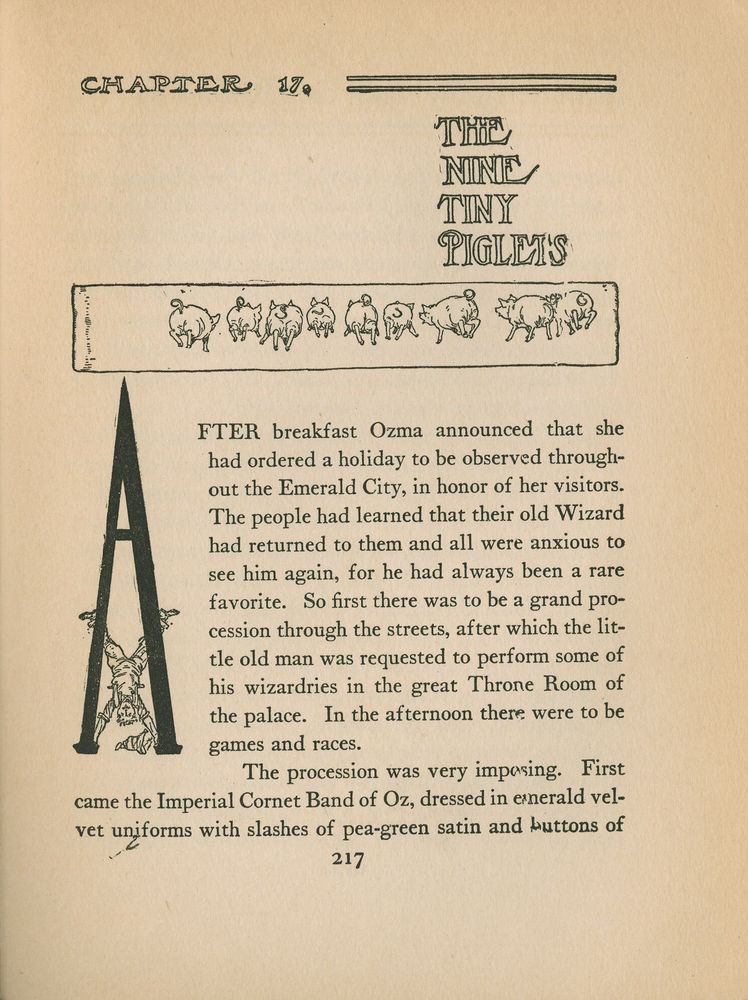 CHAPTER 17.
THE
NINE
TINY
PIGLETS
AFTER breakfast Ozma announced that she
had ordered a holiday to be observed through-
out the Emerald City, in honor of her visitors.
The people had learned that their old Wizard
had returned to them and all were anxious to
see him again, for he had always been a rare
favorite. So first there was to be a grand pro-
cession through the streets, after which the lit-
tle old man was requested to perform some of
his wizardries in the great Throne Room of
the palace. In the afternoon there were to be
games and races.
The procession was very imposing. First
came the Imperial Cornet Band of Oz, dressed in emerald vel-
vet uniforms with slashes of pea-green satin and buttons of
217